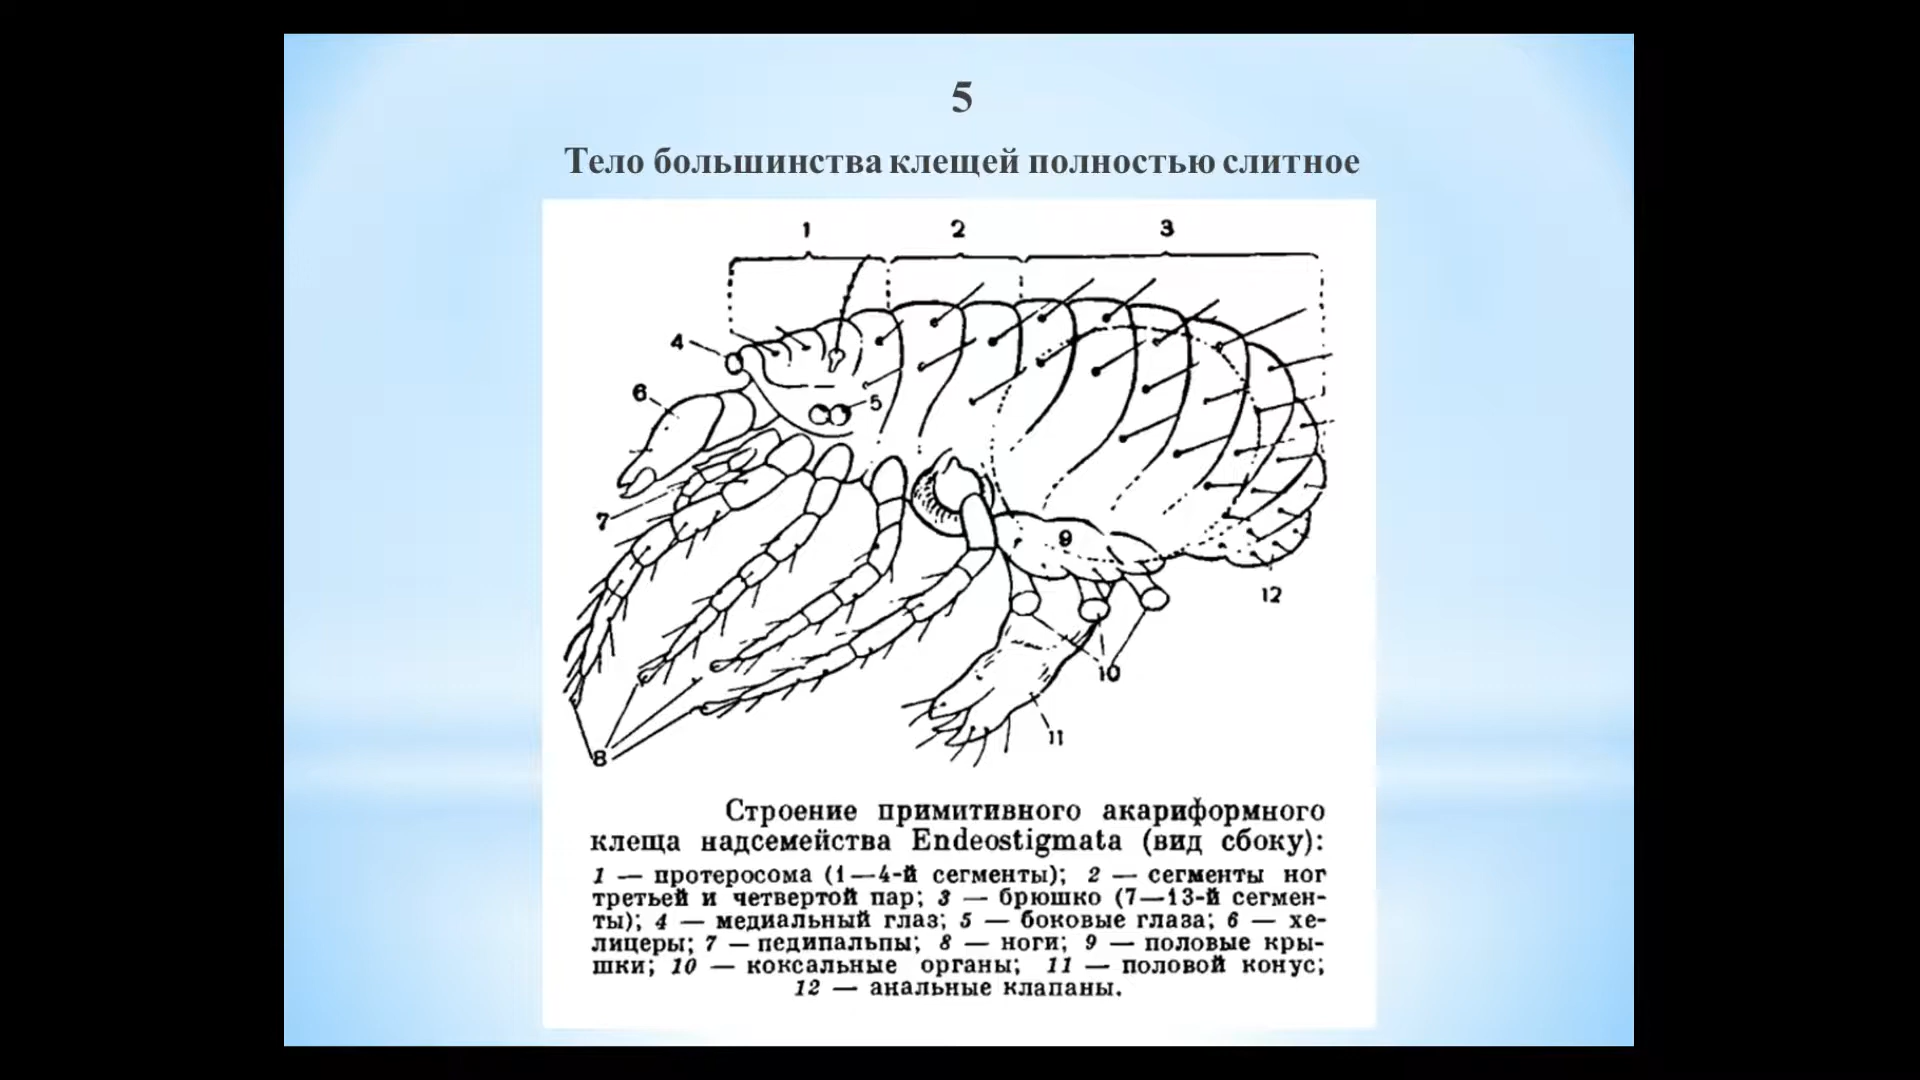 5
Тело большинства клещей полностью слитное
1 2 3
4
6
5
7
9
12
10
11
8
Строение примитивного акариформного
клеща надсемейства Endeostigmata (вид сбоку):
1 — протеросома (1—4-й сегменты); 2 — сегменты ног
третьей и четвертой пар; 3 — брюшко (7—13-й сегмен-
ты); 4 — медиальный глаз; 5 — боковые глаза; 6 — хе-
лицеры; 7 — педипальпы; 8 — ноги; 9 — половые кры-
шки; 10 — коксальные органы; 11 — половой конус;
12 — анальные клапаны.